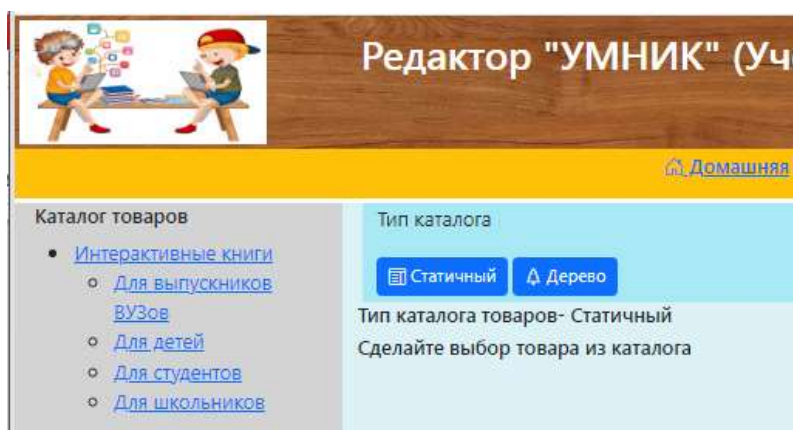 Редактор "УМНИК" (Уч
Домашняя
Каталог товаров
Интерактивные книги
Для выпускников
ВУЗов
Для детей
Для студентов
Для школьников
Тип каталога
Статичный Дерево
Тип каталога товаров- Статичный
Сделайте выбор товара из каталога